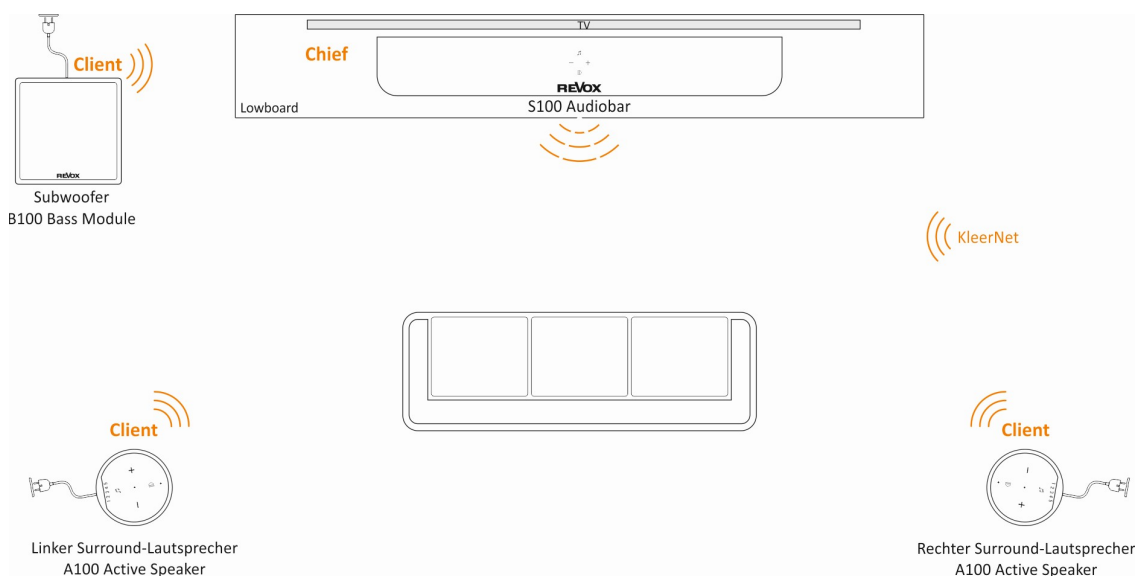 TV
Chief
Client
REVOX
Lowboard
S100 Audiobar
REVOX
Subwoofer
B100 Bass Module
KleerNet
Client
Client
Linker Surround-Lautsprecher
A100 Active Speaker
Rechter Surround-Lautsprecher
A100 Active Speaker